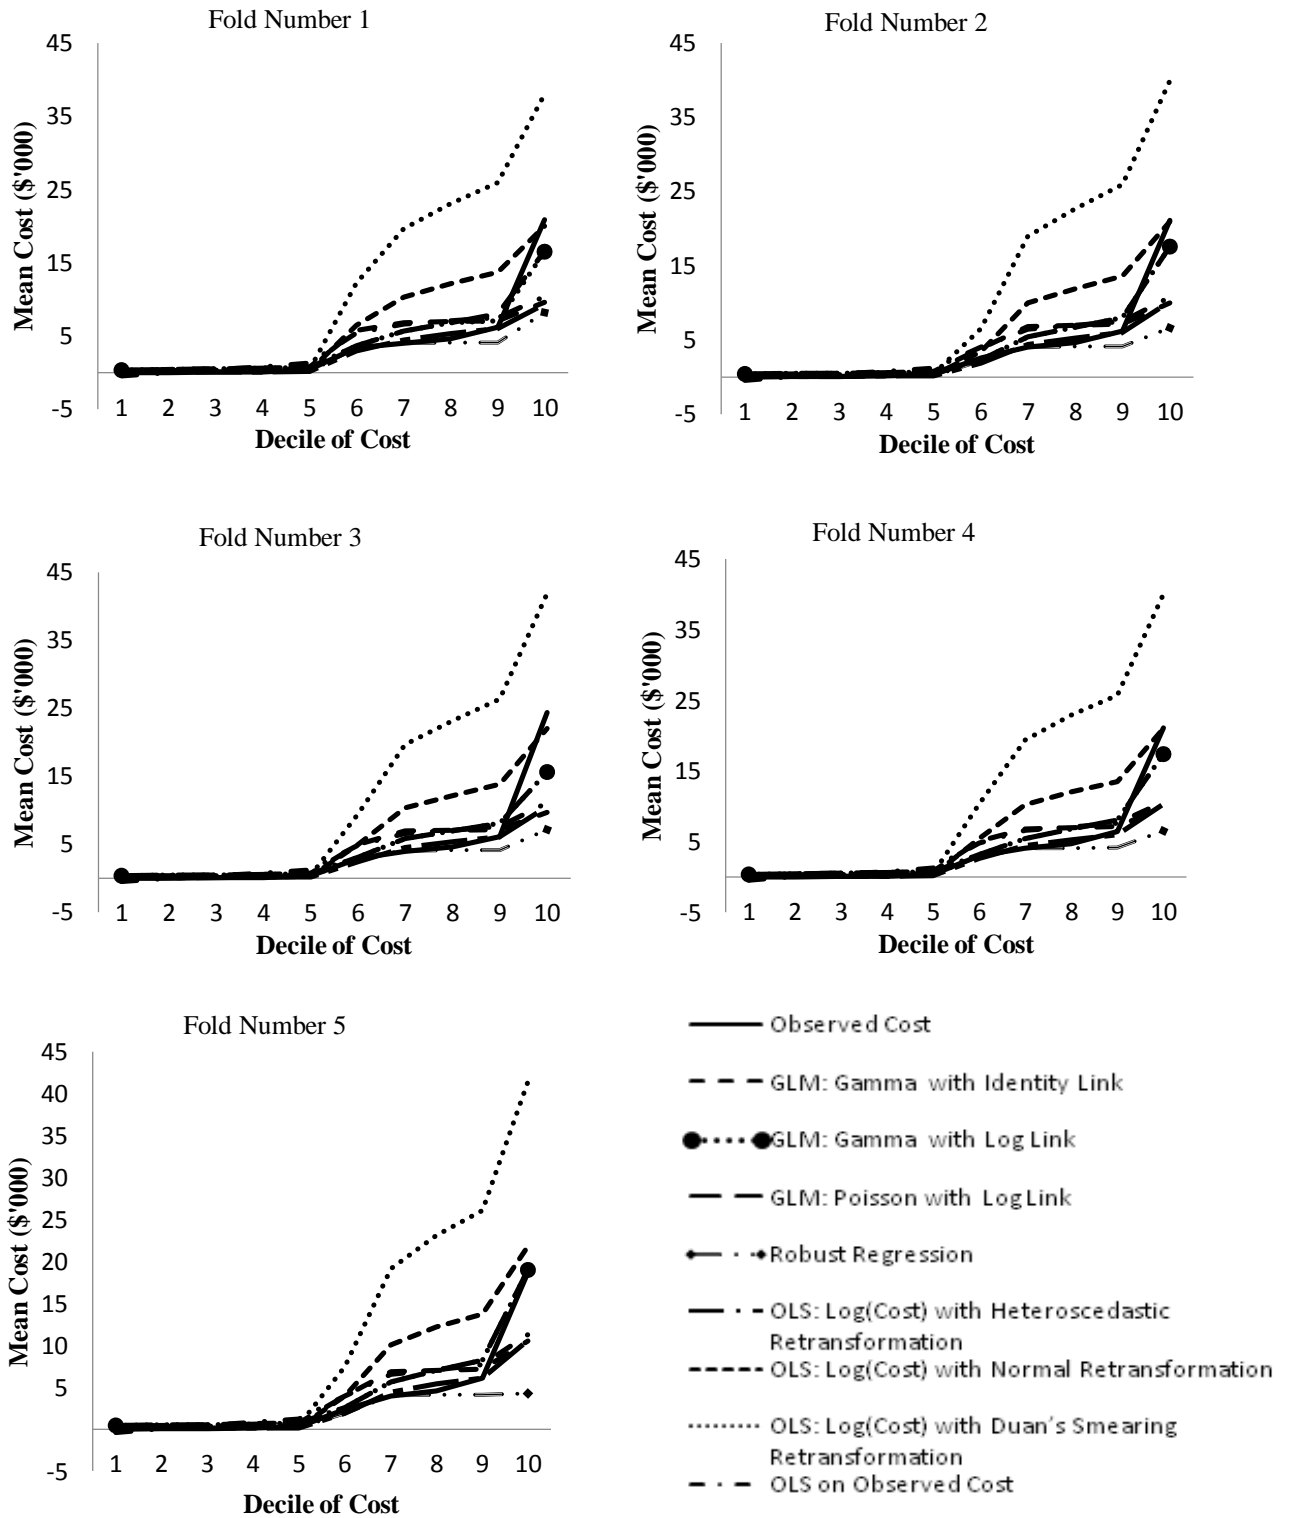 Fold Number 1
45
35
25
15
5
-5
Mean Cost ($'000)
1 2 3 4 5 6 7 8 9 10
Decile of Cost
Fold Number 2
45
35
25
15
5
-5
Mean Cost ($'000)
1 2 3 4 5 6 7 8 9 10
Decile of Cost
Fold Number 3
45
35
25
15
5
-5
Mean Cost ($'000)
1 2 3 4 5 6 7 8 9 10
Decile of Cost
Fold Number 4
45
35
25
15
5
-5
Mean Cost ($'000)
1 2 3 4 5 6 7 8 9 10
Decile of Cost
Fold Number 5
45
40
35
30
25
20
15
10
5
-5
Mean Cost ($'000)
1 2 3 4 5 6 7 8 9 10
Decile of Cost
Observed Cost
GLM: Gamma with Identity Link
GLM: Gamma with Log Link
GLM: Poisson with Log Link
Robust Regression
OLS: Log(Cost) with Heteroscedastic
Retransformation
OLS: Log(Cost) with Normal Retransformation
OLS: Log(Cost) with Duan's Smearing
Retransformation
OLS on Observed Cost